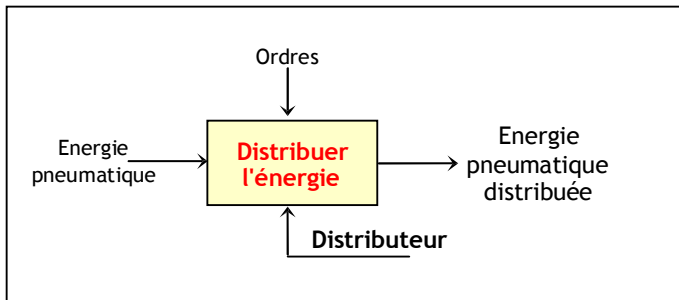 Ordres
Energie
pneumatique
Distribuer
l'énergie
Energie
pneumatique
distribuée
Distributeur